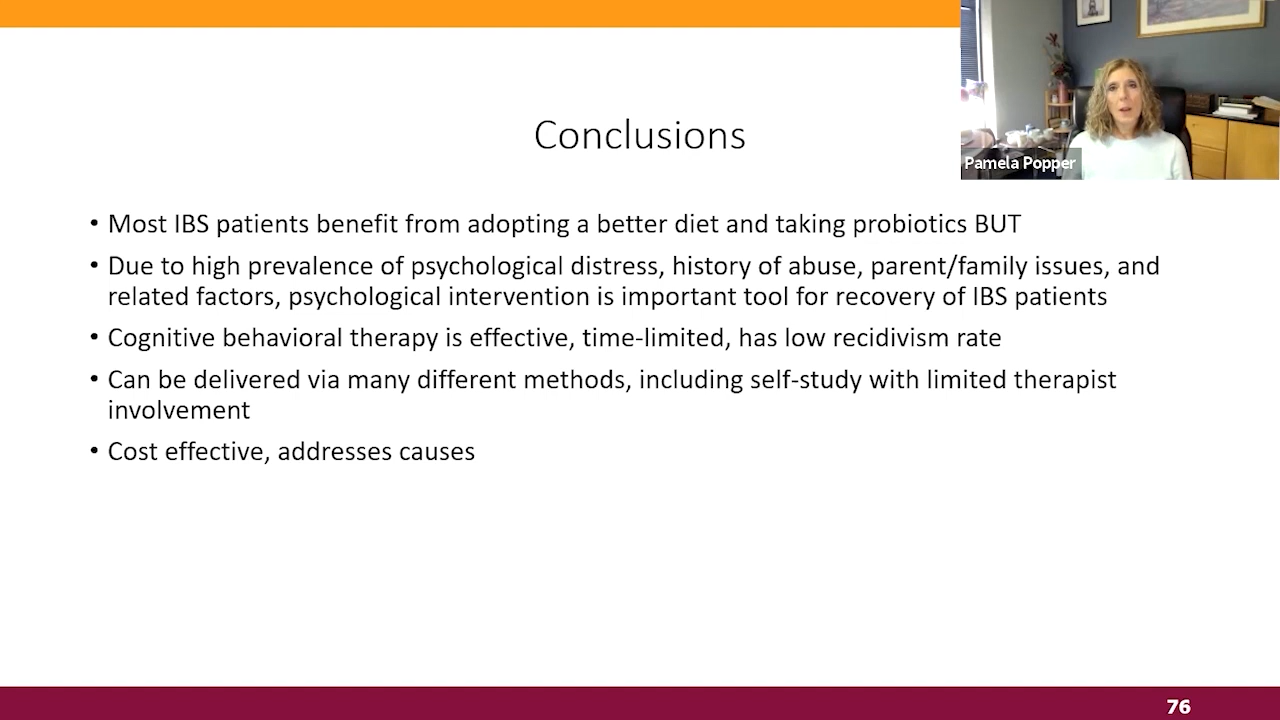 Pamela Popper
Conclusions
• Most IBS patients benefit from adopting a better diet and taking probiotics BUT
• Due to high prevalence of psychological distress, history of abuse, parent/family issues, and
related factors, psychological intervention is important tool for recovery of IBS patients
• Cognitive behavioral therapy is effective, time-limited, has low recidivism rate
• Can be delivered via many different methods, including self-study with limited therapist
involvement
• Cost effective, addresses causes
76